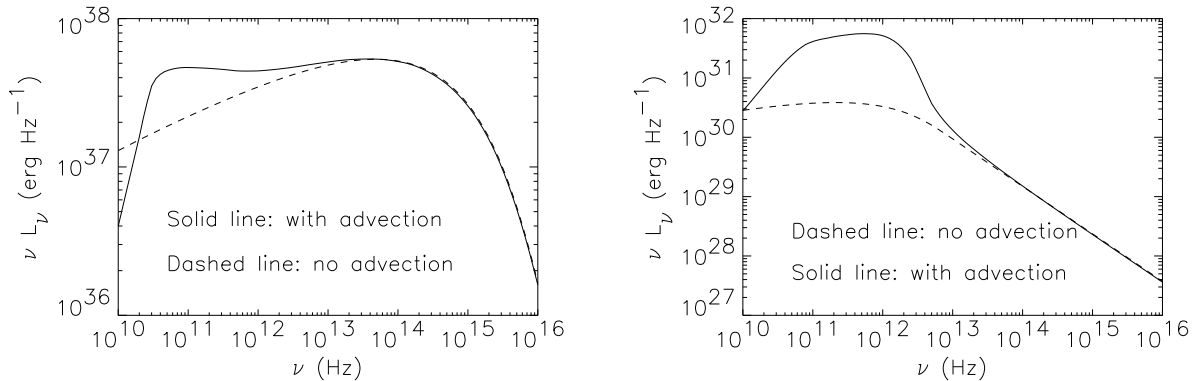 10^38
10^37
10^36
ν L_ν (erg Hz^−1)
Solid line: with advection
Dashed line: no advection
10^10 10^11 10^12 10^13 10^14 10^15 10^16
ν (Hz)
10^32
10^31
10^30
10^29
10^28
10^27
ν L_ν (erg Hz^−1)
Dashed line: no advection
Solid line: with advection
10^10 10^11 10^12 10^13 10^14 10^15 10^16
ν (Hz)